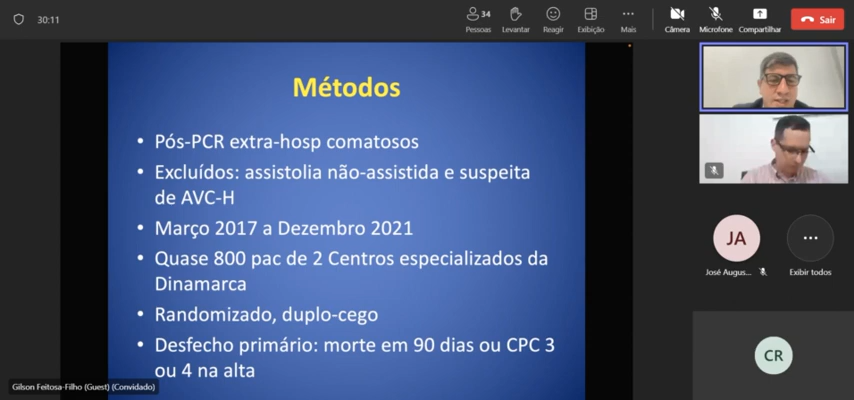 30:11
34
Pessoas
Levantar
Reagir
Exibição
Mais
Câmera
Microfone
Compartilhar
Sair
Métodos
• Pós-PCR extra-hosp comatosos
• Excluídos: assistolia não-assistida e suspeita
de AVC-H
• Março 2017 a Dezembro 2021
• Quase 800 pac de 2 Centros especializados da
Dinamarca
• Randomizado, duplo-cego
• Desfecho primário: morte em 90 dias ou CPC 3
ou 4 na alta
Gilson Feitosa-Filho (Guest) (Convidado)
JA
José Augus...
Exibir todos
CR